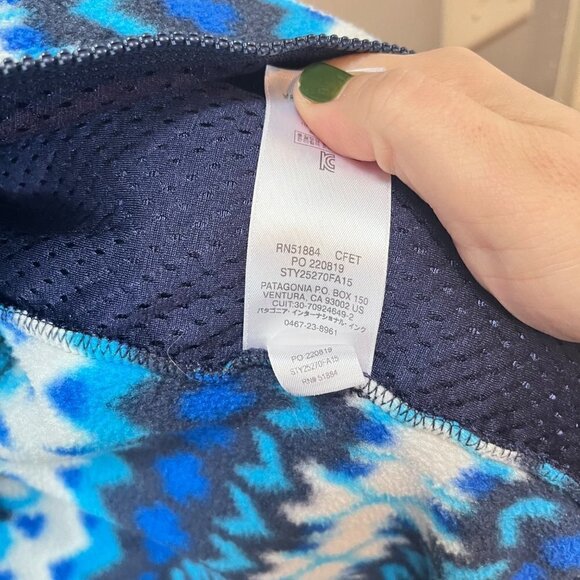 RN51884 CFET
PO 220819
STY25270FA15
PATAGONIA P.O. BOX 150
VENTURA, CA 93002 US
CUIT:30-70924649-2
パタゴニア・インターナショナル・インク
0467-23-8961
PO 220819
STY25270FA15
RN# 51884